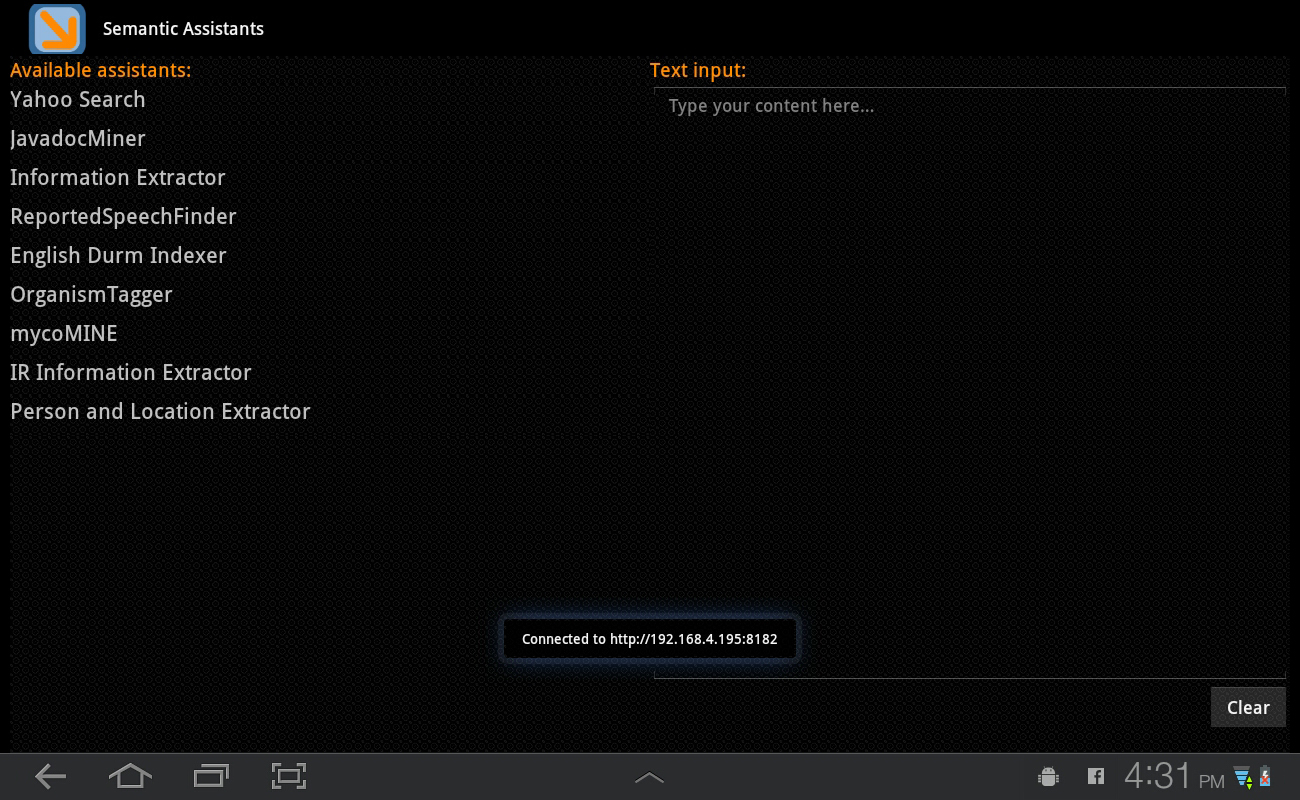 Semantic Assistants
Available assistants:
Yahoo Search
JavadocMiner
Information Extractor
ReportedSpeechFinder
English Durm Indexer
OrganismTagger
mycoMINE
IR Information Extractor
Person and Location Extractor
Text input:
Type your content here...
Connected to http://192.168.4.195:8182
Clear
4:31 PM